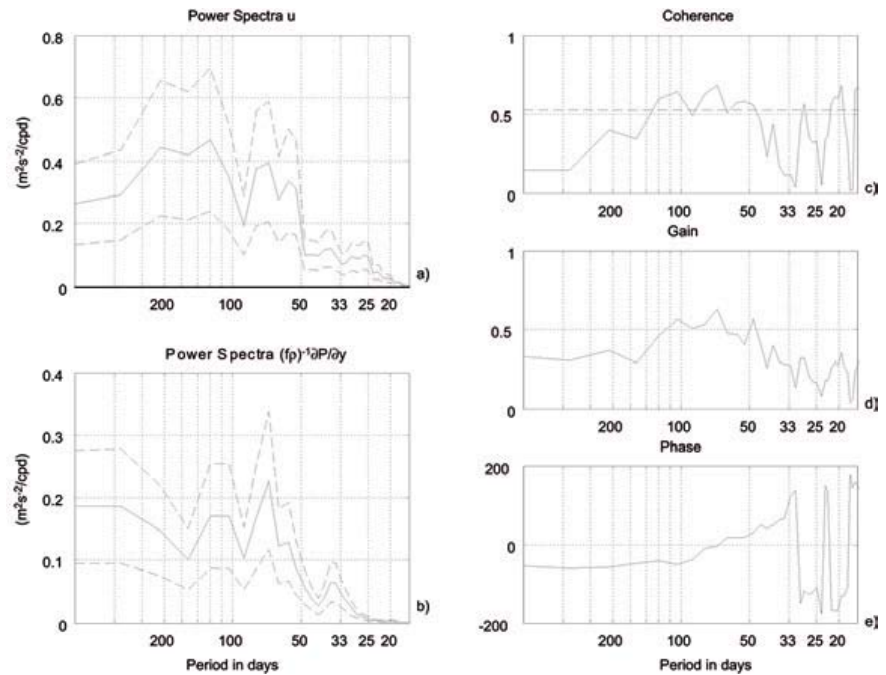 Power Spectra u
0.8
0.6
0.4
0.2
0
(m²s⁻²/cpd)
200 100 50 33 25 20
a)
Power Spectra (fρ)⁻¹∂P/∂y
0.4
0.3
0.2
0.1
0
(m²s⁻²/cpd)
200 100 50 33 25 20
b)
Period in days
Coherence
1
0.5
0
200 100 50 33 25 20
c)
Gain
1
0.5
0
200 100 50 33 25 20
d)
Phase
200
0
-200
200 100 50 33 25 20
e)
Period in days